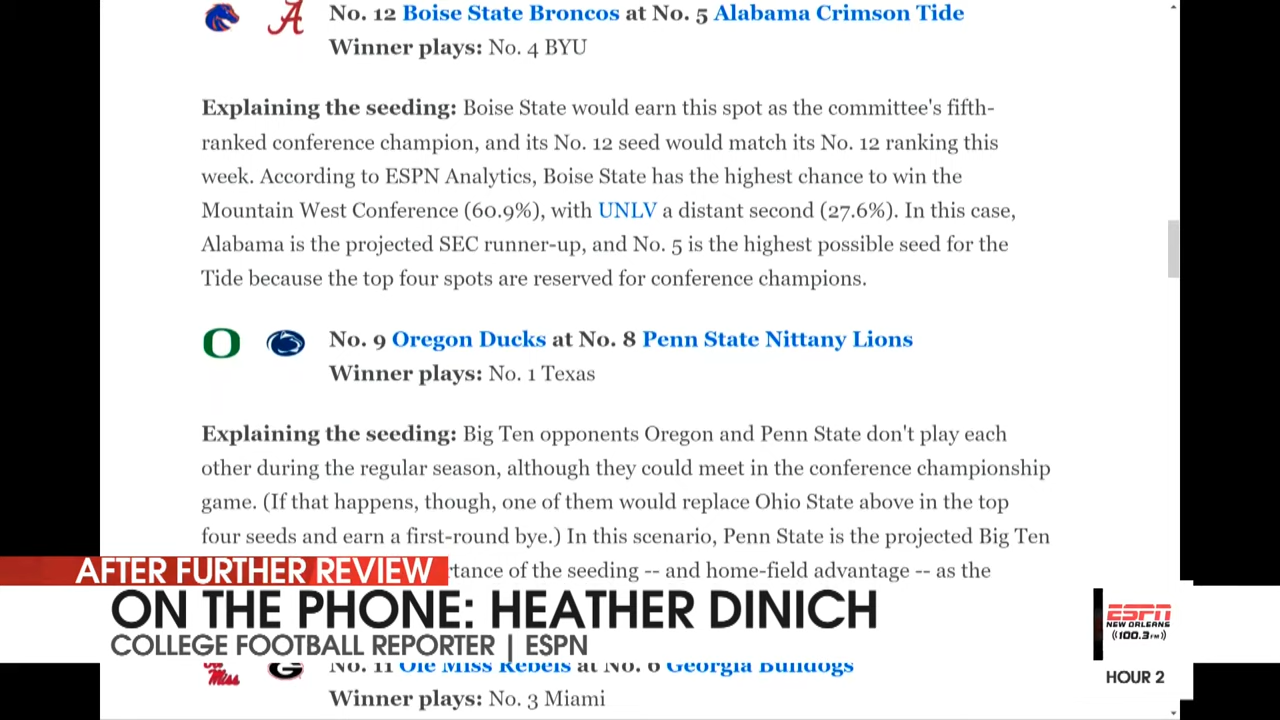 No. 12 Boise State Broncos at No. 5 Alabama Crimson Tide
Winner plays: No. 4 BYU
Explaining the seeding: Boise State would earn this spot as the committee's fifth-
ranked conference champion, and its No. 12 seed would match its No. 12 ranking this
week. According to ESPN Analytics, Boise State has the highest chance to win the
Mountain West Conference (60.9%), with UNLV a distant second (27.6%). In this case,
Alabama is the projected SEC runner-up, and No. 5 is the highest possible seed for the
Tide because the top four spots are reserved for conference champions.
No. 9 Oregon Ducks at No. 8 Penn State Nittany Lions
Winner plays: No. 1 Texas
Explaining the seeding: Big Ten opponents Oregon and Penn State don't play each
other during the regular season, although they could meet in the conference championship
game. (If that happens, though, one of them would replace Ohio State above in the top
four seeds and earn a first-round bye.) In this scenario, Penn State is the projected Big Ten
tance of the seeding -- and home-field advantage -- as the
AFTER FURTHER REVIEW
ON THE PHONE: HEATHER DINICH
COLLEGE FOOTBALL REPORTER | ESPN
ESPN
NEW ORLEANS
100.3 FM
HOUR 2
Miss
No. 11 Ole Miss Rebels at No. 6 Georgia Bulldogs
Winner plays: No. 3 Miami